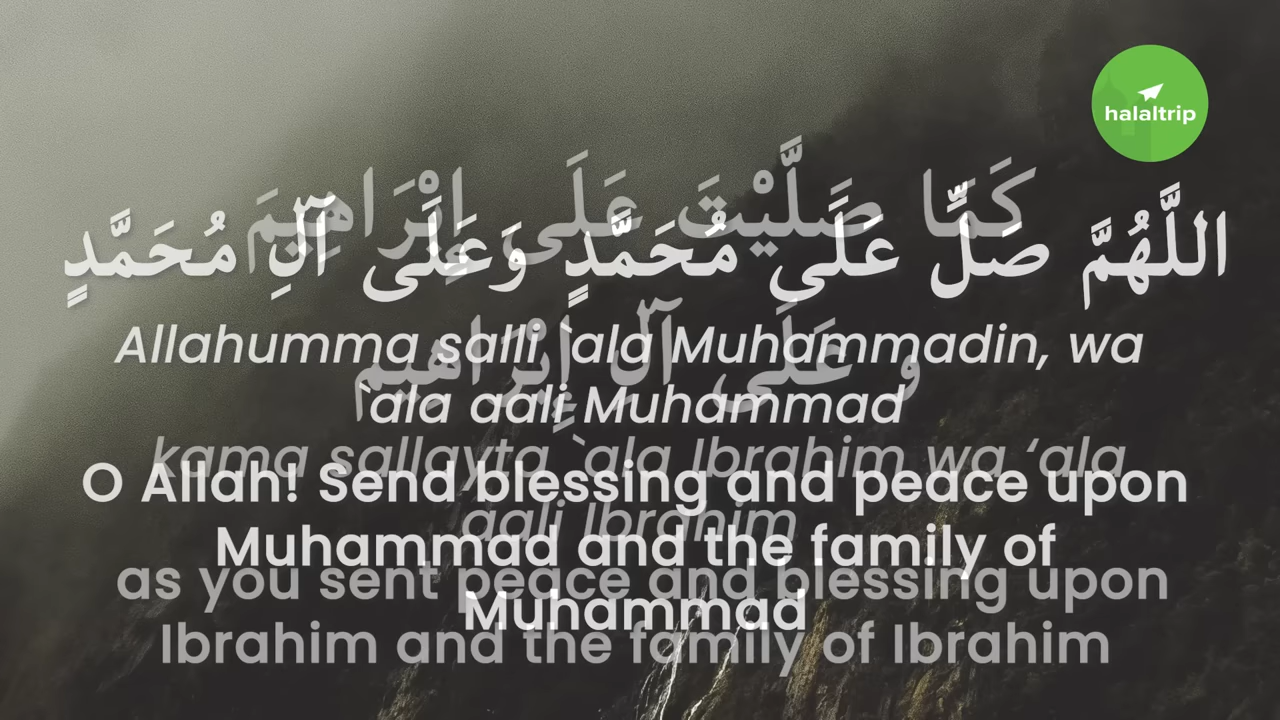 halaltrip
اللَّهُمَّ صَلِّ عَلَى مُحَمَّدٍ وَعَلَى آلِ مُحَمَّدٍ
Allahumma salli `ala Muhammadin, wa
`ala aali Muhammad
O Allah! Send blessing and peace upon
Muhammad and the family of
Muhammad
كَمَا صَلَّيْتَ عَلَى إِبْرَاهِيمَ
و عَلَى آلِ إِبْرَاهِيم
kama sallayta `ala Ibrahim wa ‘ala
aali Ibrahim
as you sent peace and blessing upon
Ibrahim and the family of Ibrahim